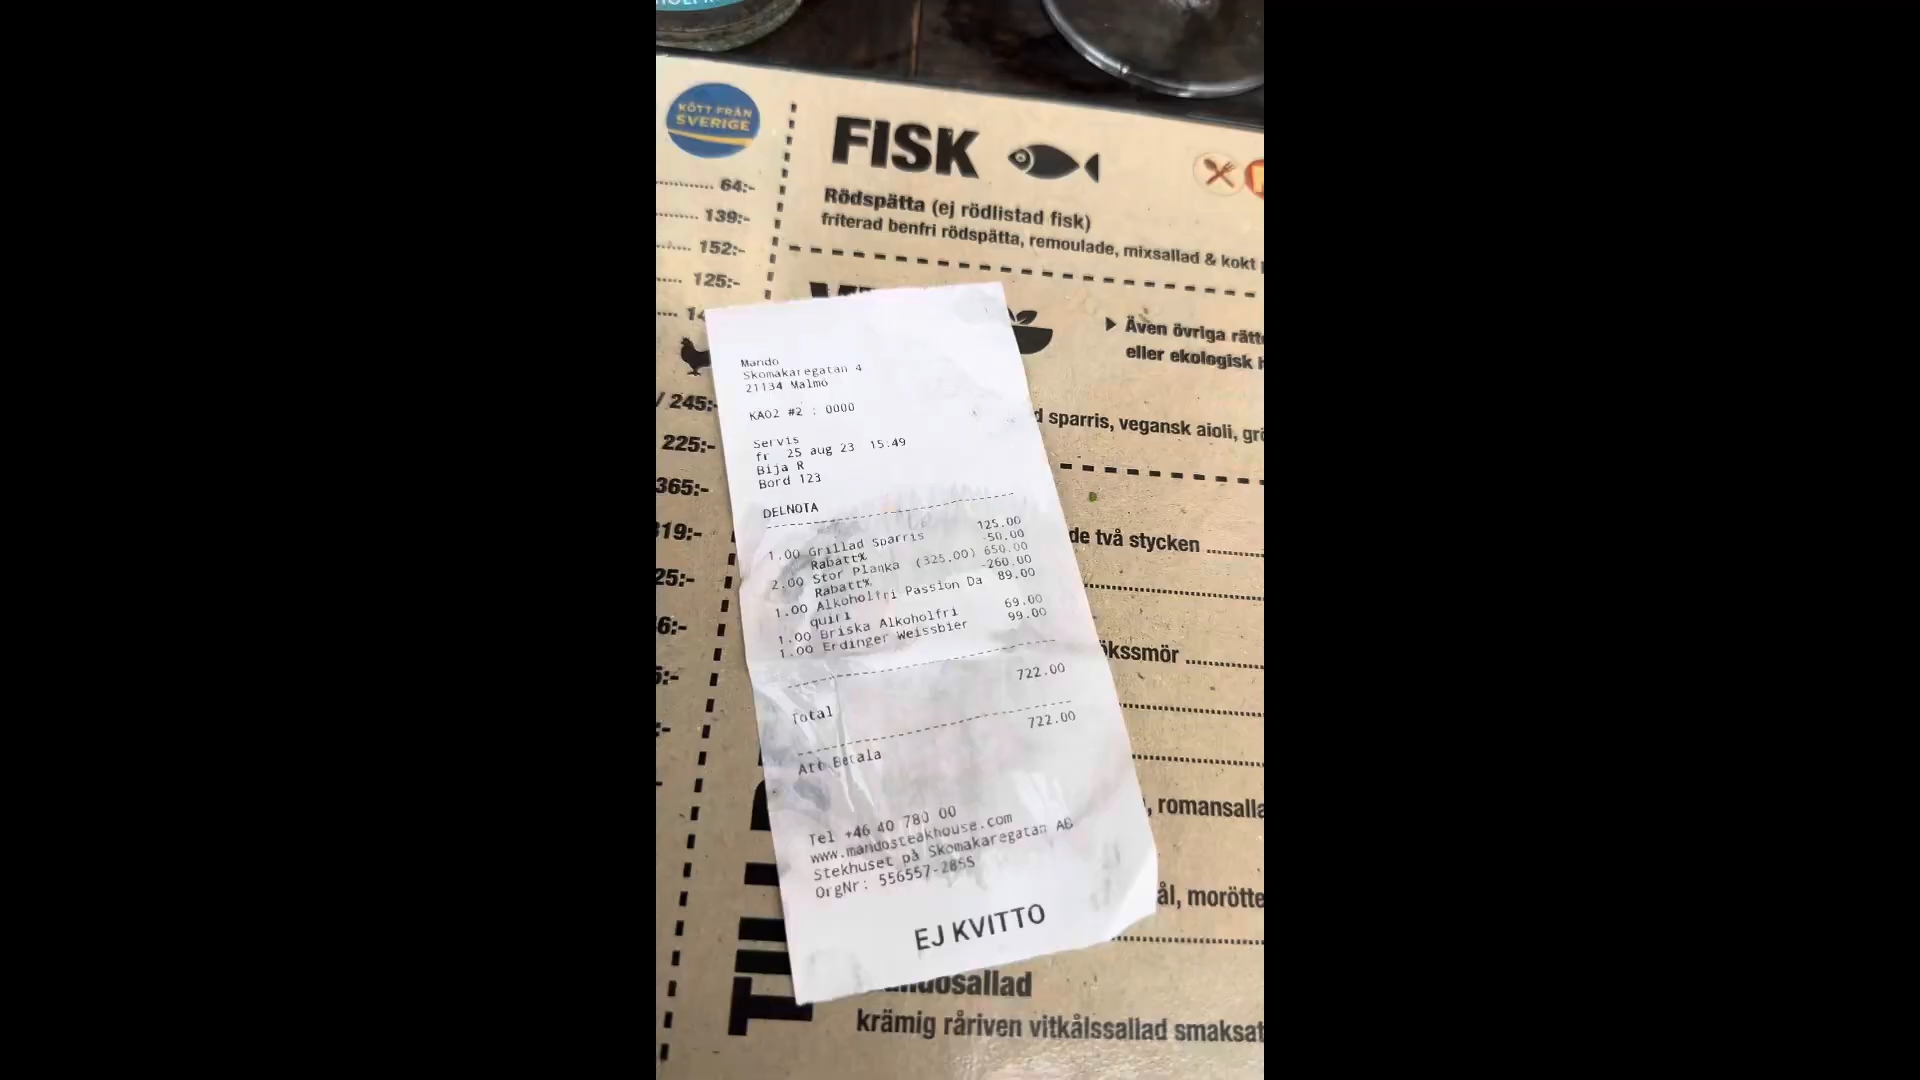 KÖTT FRÅN
SVERIGE
FISK
Rödspätta (ej rödlistad fisk)
friterad benfri rödspätta, remoulade, mixsallad & kokt
64:-
139:-
152:-
125:-
Även övriga rätt
eller ekologisk
/ 245:-
225:-
365:-
319:-
25:-
6:-
d sparris, vegansk aioli, grö
de två stycken
ökssmör
, romansalla
ål, morötte
Mando
Skomakaregatan 4
21134 Malmö
KA02 #2 : 0000
Servis
fr 25 aug 23 15:49
Bija R
Bord 123
DELNOTA
1.00 Grillad Sparris 125.00
Rabatt% -50.00
2.00 Stor Planka (325.00) 650.00
Rabatt% -260.00
1.00 Alkoholfri Passion Da 89.00
quiri
1.00 Briska Alkoholfri 69.00
1.00 Erdinger Weissbier 99.00
722.00
Total
722.00
Att Betala
Tel +46 40 780 00
www.mandosteakhouse.com
Stekhuset på Skomakaregatan AB
OrgNr: 556557-2855
EJ KVITTO
krämig råriven vitkålssallad smaksat